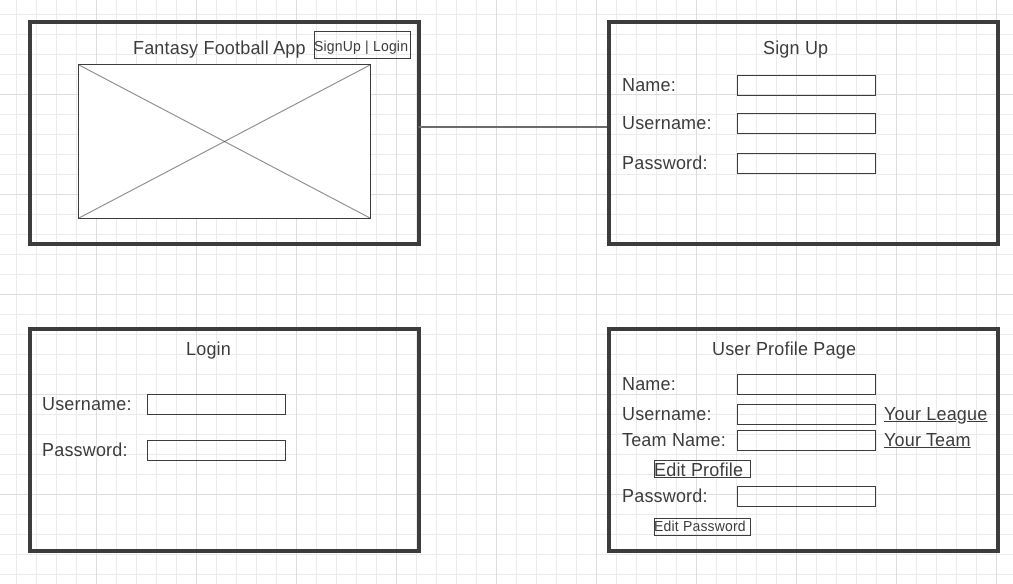 Fantasy Football App
SignUp | Login
Sign Up
Name:
Username:
Password:
Login
Username:
Password:
User Profile Page
Name:
Username: Your League
Team Name: Your Team
Edit Profile
Password:
Edit Password